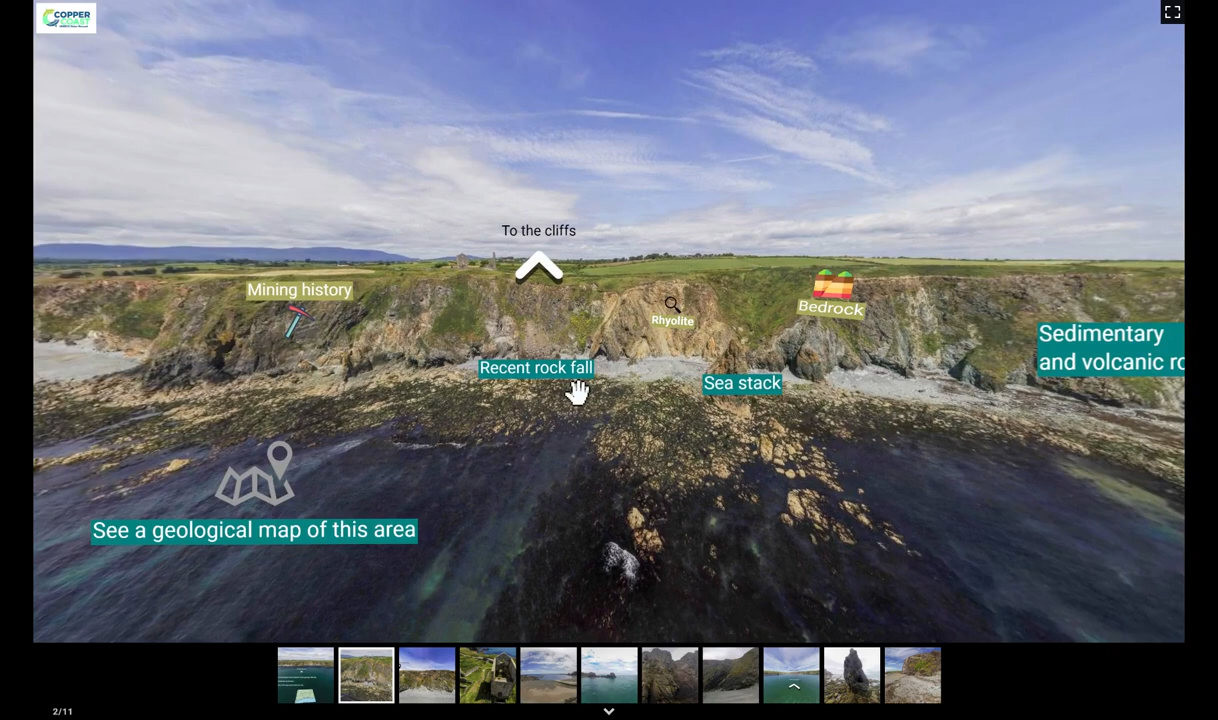 COPPER
COAST
To the cliffs
Mining history
Bedrock
Rhyolite
Sedimentary
and volcanic
Recent rock fall
Sea stack
See a geological map of this area
2/11